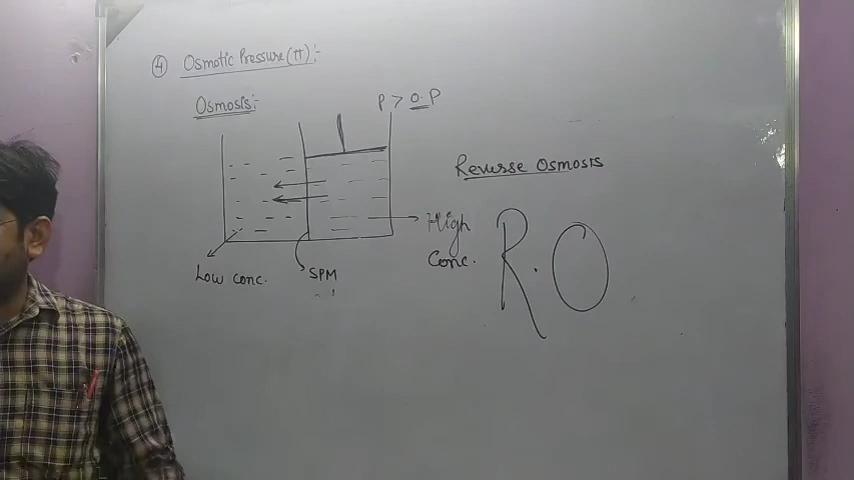 ④ Osmotic Pressure (π):-
Osmosis:-
P > O.P
Reverse Osmosis
High
Conc.
R.O
Low conc.
SPM